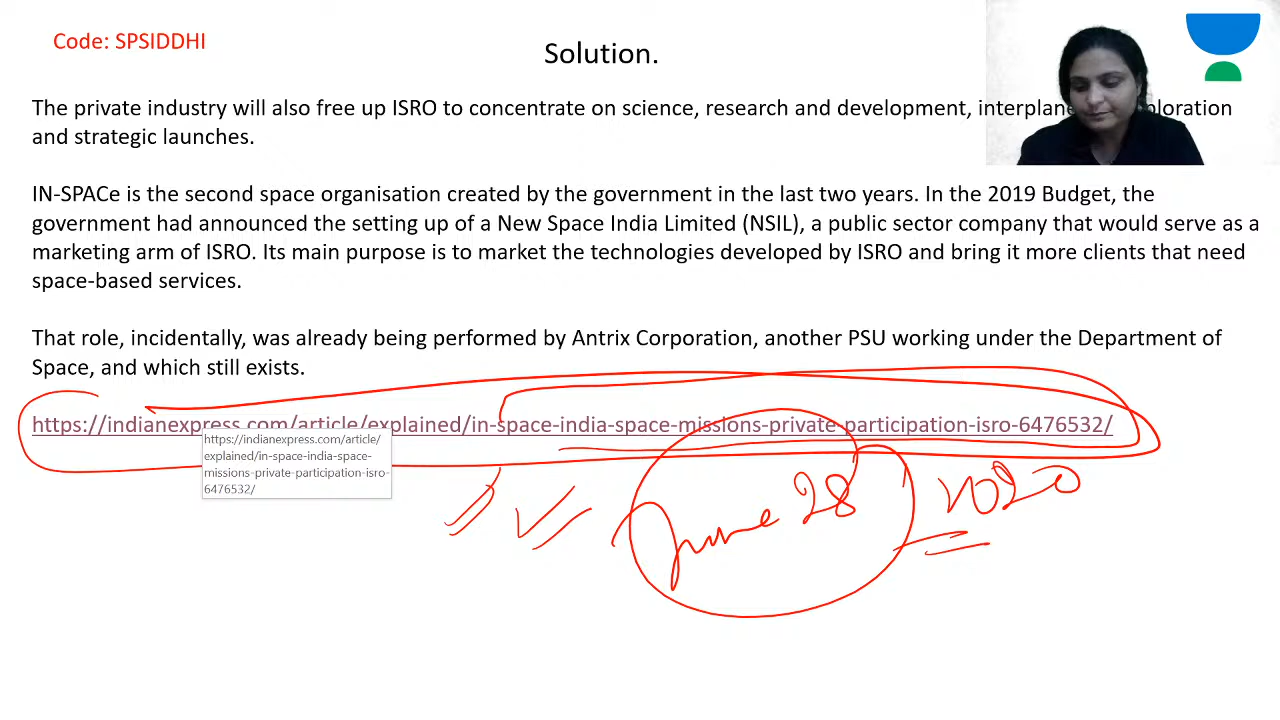 Code: SPSIDDHI
Solution.
The private industry will also free up ISRO to concentrate on science, research and development,
and strategic launches.
IN-SPACe is the second space organisation created by the government in the last two years. In the 2019 Budget, the
government had announced the setting up of a New Space India Limited (NSIL), a public sector company that would serve as a
marketing arm of ISRO. Its main purpose is to market the technologies developed by ISRO and bring it more clients that need
space-based services.
That role, incidentally, was already being performed by Antrix Corporation, another PSU working under the Department of
Space, and which still exists.
https://indianexpress.com/article/explained/in-space-india-space-missions-private-participation-isro-6476532/
https://indianexpress.com/article/
explained/in-space-india-space-
missions-private-participation-isro-
6476532/
June 28 2020